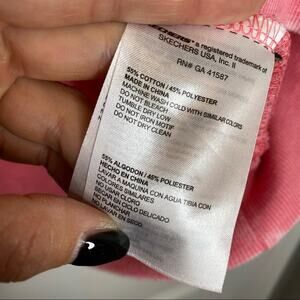 SKECHERS® a registered trademark of
SKECHERS USA, Inc. II
RN# GA 41587
55% COTTON / 45% POLYESTER
MADE IN CHINA
MACHINE WASH COLD WITH SIMILAR COLORS
DO NOT BLEACH
TUMBLE DRY LOW
DO NOT IRON MOTIF
DO NOT DRY CLEAN
55% ALGODON / 45% POLIESTER
HECHO EN CHINA
LAVAR A MAQUINA CON AGUA TIBIA CON
COLORES SIMILARES
NO USAR CLORO
EN CICLO DELICADO
NO PLANCHAR
NO LAVAR EN SECO